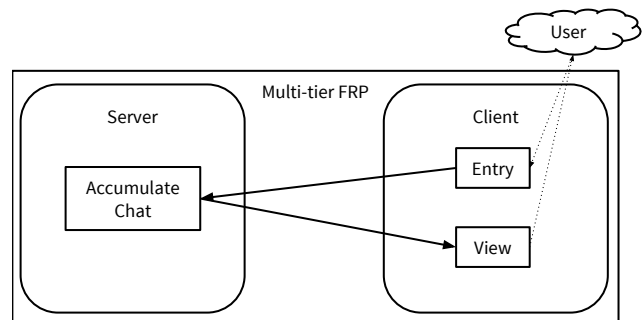 User
Multi-tier FRP
Server
Client
Accumulate
Chat
Entry
View